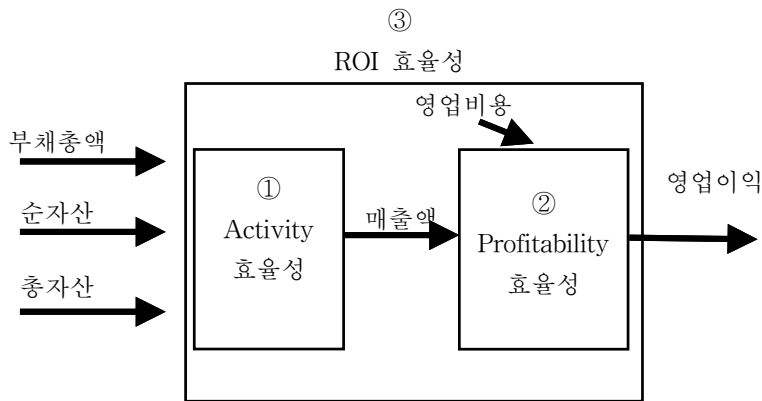 ③
ROI 효율성
영업비용
부채총액
순자산
총자산
①
Activity
효율성
매출액
②
Profitability
효율성
영업이익